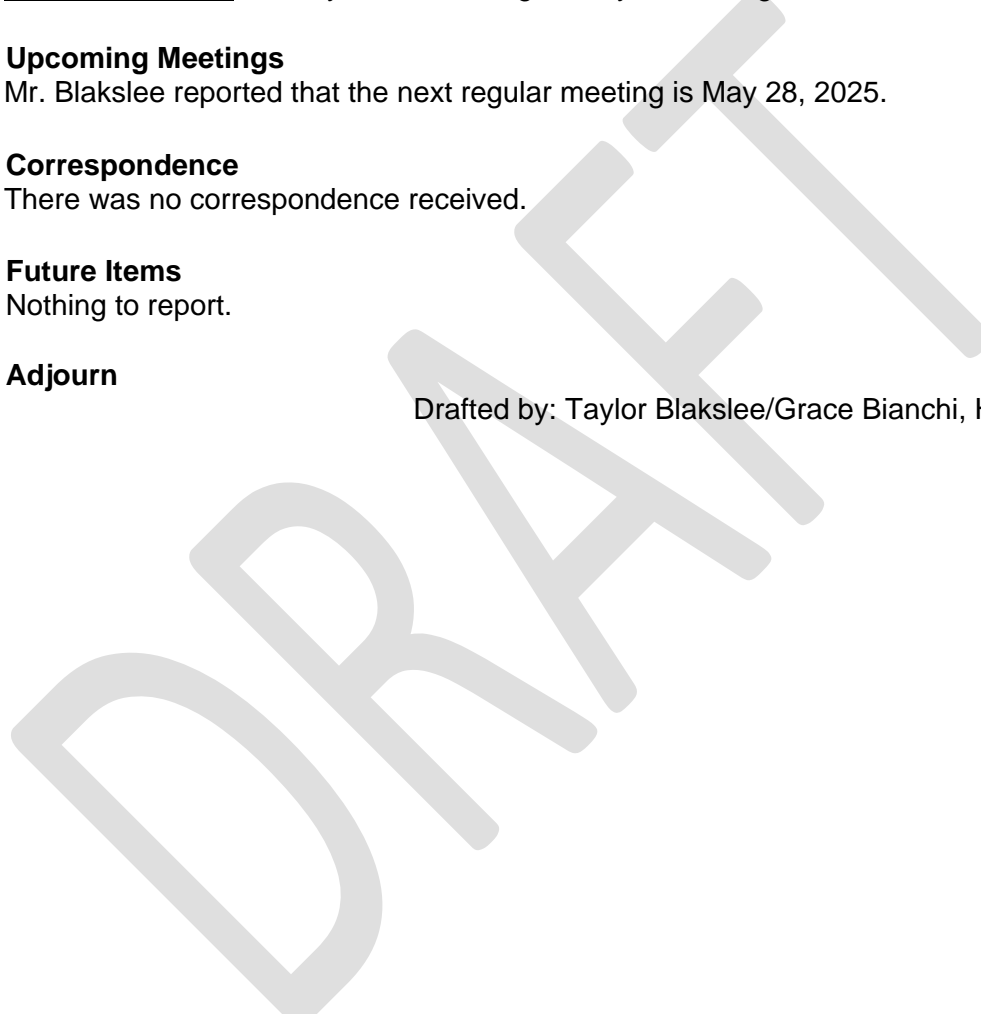 Upcoming Meetings
Mr. Blakslee reported that the next regular meeting is May 28, 2025.
Correspondence
There was no correspondence received.
Future Items
Nothing to report.
Adjourn
Drafted by: Taylor Blakslee/Grace Bianchi,
DRAFT